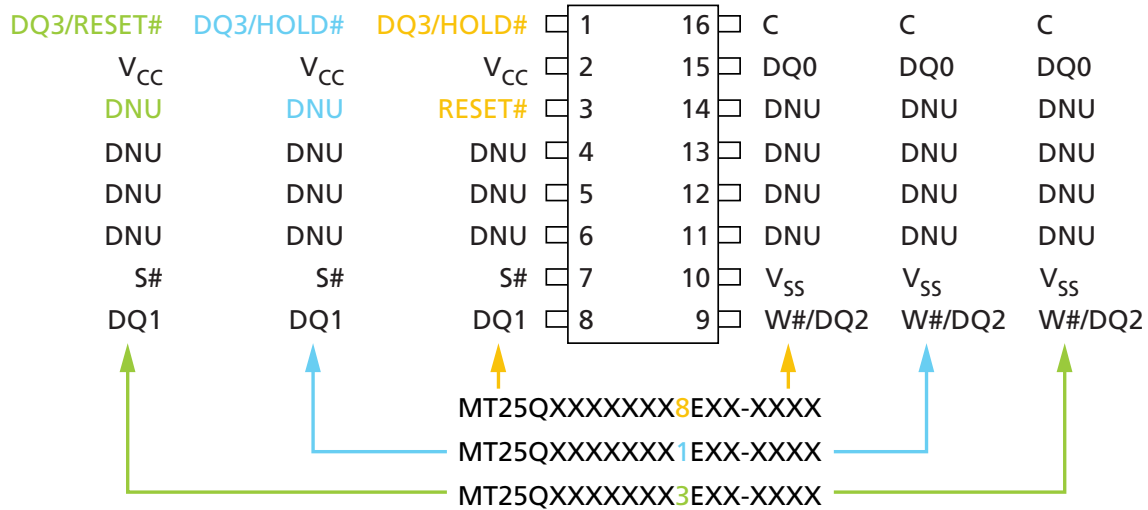 DQ3/RESET# DQ3/HOLD# DQ3/HOLD# 1 16 C C C
VCC VCC VCC 2 15 DQ0 DQ0 DQ0
DNU DNU RESET# 3 14 DNU DNU DNU
DNU DNU DNU 4 13 DNU DNU DNU
DNU DNU DNU 5 12 DNU DNU DNU
DNU DNU DNU 6 11 DNU DNU DNU
S# S# S# 7 10 VSS VSS VSS
DQ1 DQ1 DQ1 8 9 W#/DQ2 W#/DQ2 W#/DQ2
MT25QXXXXXXX8EXX-XXXX
MT25QXXXXXXX1EXX-XXXX
MT25QXXXXXXX3EXX-XXXX